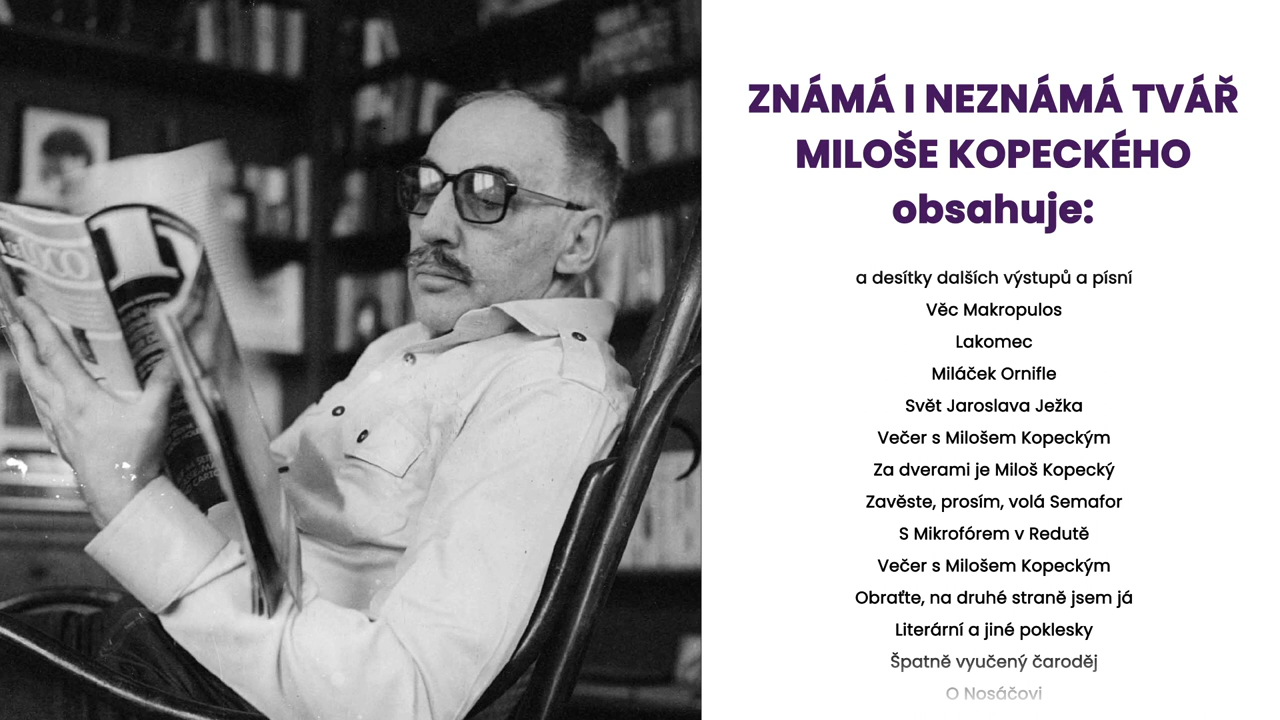 ZNÁMÁ I NEZNÁMÁ TVÁŘ
MILOŠE KOPECKÉHO
obsahuje:
a desítky dalších výstupů a písní
Věc Makropulos
Lakomec
Miláček Ornifle
Svět Jaroslava Ježka
Večer s Milošem Kopeckým
Za dverami je Miloš Kopecký
Zavěste, prosím, volá Semafor
S Mikrofórem v Redutě
Večer s Milošem Kopeckým
Obraťte, na druhé straně jsem já
Literární a jiné poklesky
Špatně vyučený čaroděj
O Nosáčovi